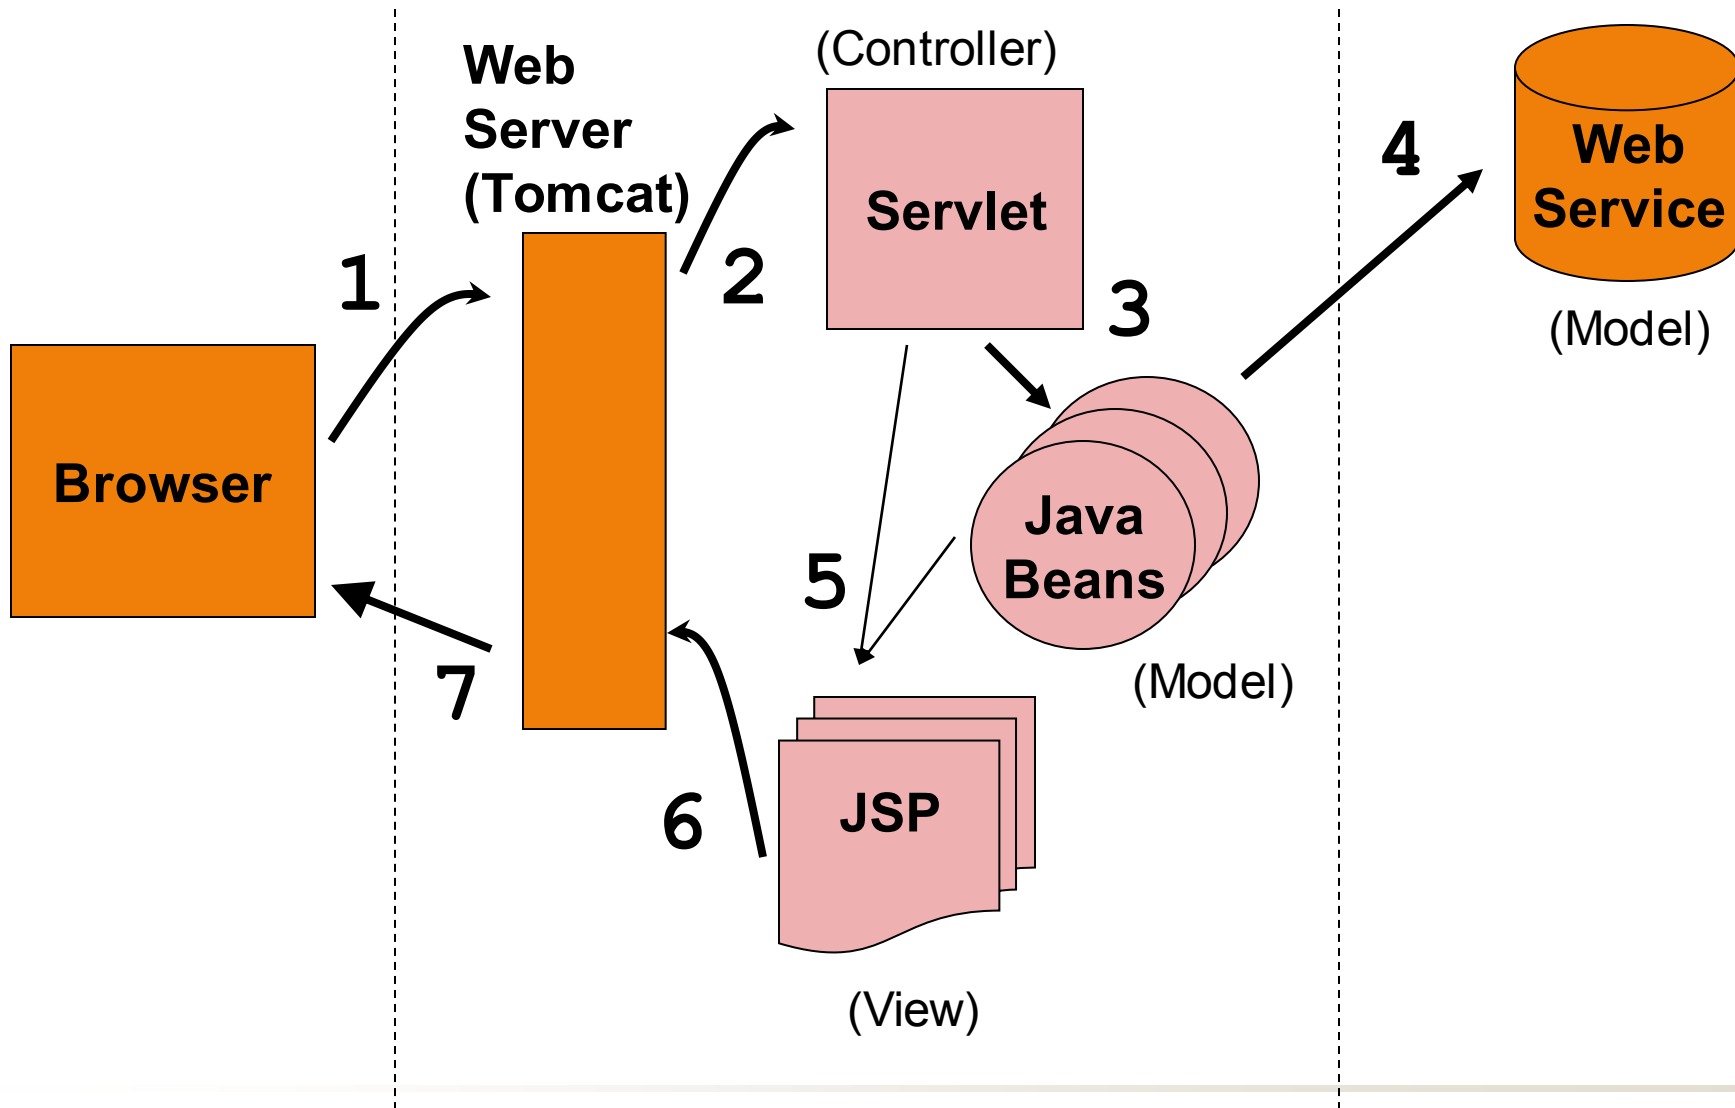 Web
Server
(Tomcat)
(Controller)
Servlet
Web
Service
(Model)
1
2
3
4
Browser
Java
Beans
(Model)
5
7
6
JSP
(View)